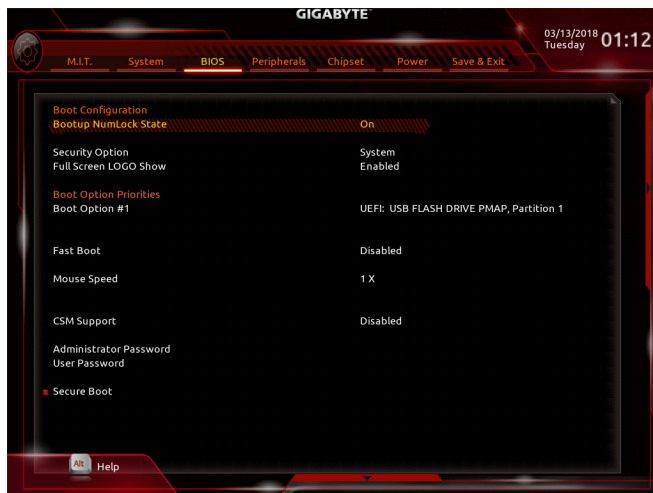 GIGABYTE™
03/13/2018 01:12
Tuesday
M.I.T. System BIOS Peripherals Chipset Power Save & Exit
Boot Configuration
Bootup NumLock State On
Security Option System
Full Screen LOGO Show Enabled
Boot Option Priorities
Boot Option #1 UEFI: USB FLASH DRIVE PMAP, Partition 1
Fast Boot Disabled
Mouse Speed 1 X
CSM Support Disabled
Administrator Password
User Password
Secure Boot
Alt Help